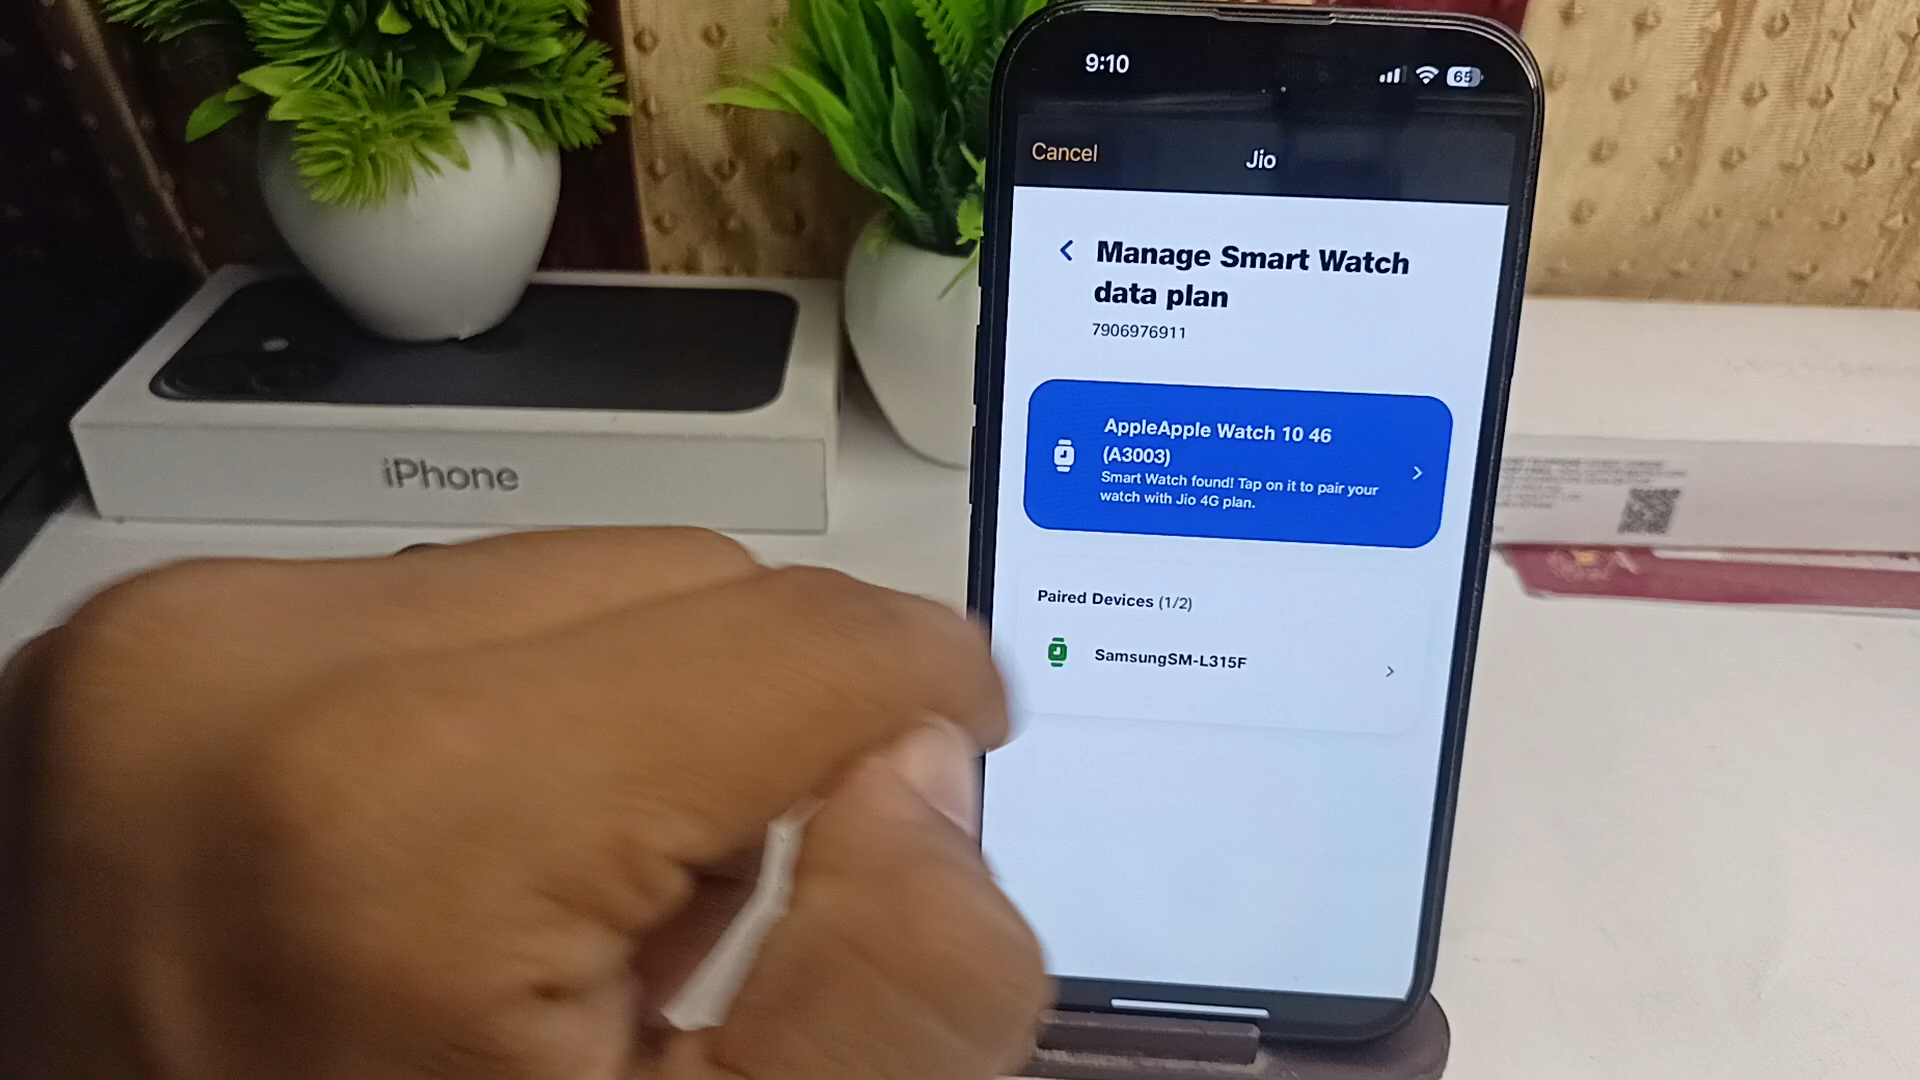 9:10
65
Cancel
Jio
Manage Smart Watch
data plan
7906976911
AppleApple Watch 10 46
(A3003)
Smart Watch found! Tap on it to pair your
watch with Jio 4G plan.
Paired Devices (1/2)
SamsungSM-L315F
iPhone